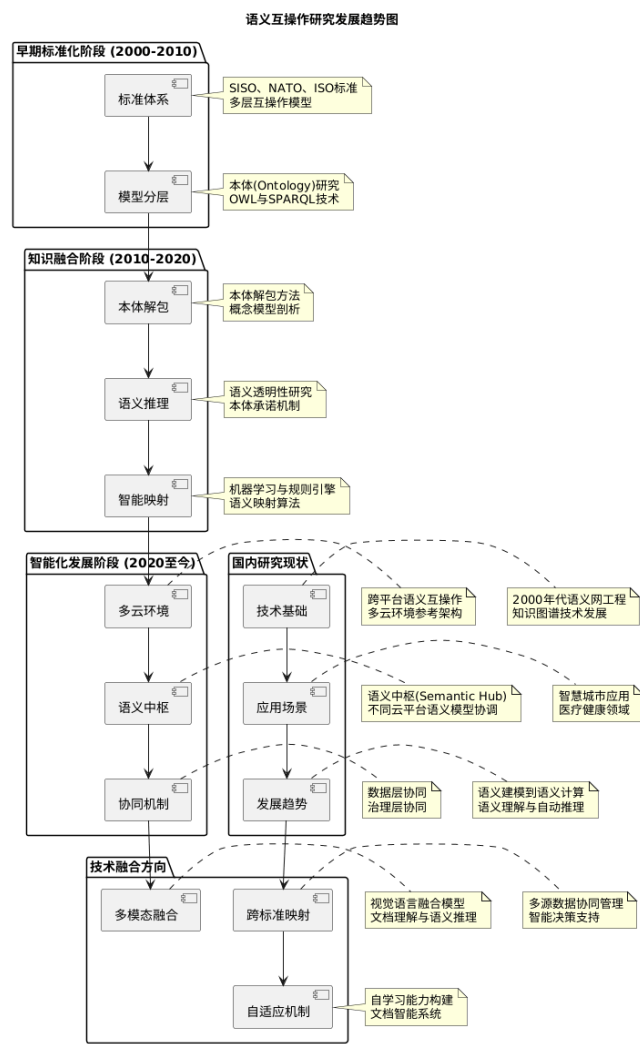 语义互操作研究发展趋势图
早期标准化阶段 (2000-2010)
标准体系
SISO、NATO、ISO标准
多层互操作模型
模型分层
本体(Ontology)研究
OWL与SPARQL技术
知识融合阶段 (2010-2020)
本体解包
本体解包方法
概念模型剖析
语义推理
语义透明性研究
本体承诺机制
智能映射
机器学习与规则引擎
语义映射算法
智能化发展阶段 (2020至今)
国内研究现状
多云环境
技术基础
跨平台语义互操作
多云环境参考架构
2000年代语义网工程
知识图谱技术发展
语义中枢
应用场景
语义中枢(Semantic Hub)
不同云平台语义模型协调
智慧城市应用
医疗健康领域
协同机制
发展趋势
数据层协同
治理层协同
语义建模到语义计算
语义理解与自动推理
技术融合方向
多模态融合
跨标准映射
视觉语言融合模型
文档理解与语义推理
多源数据协同管理
智能决策支持
自适应机制
自学习能力构建
文档智能系统